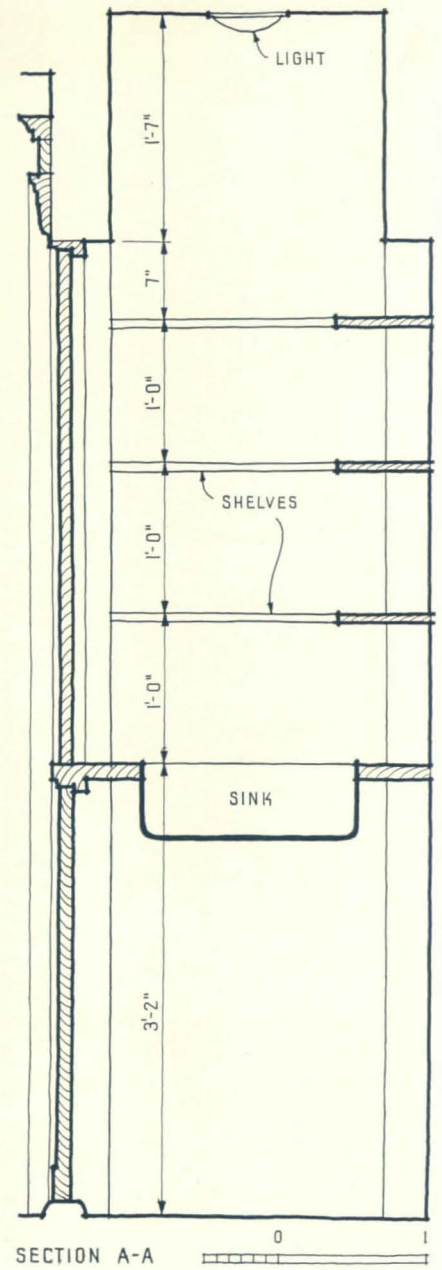 LIGHT
1'-7"
7"
1'-0"
1'-0"
SHELVES
1'-0"
SINK
3'-2"
0 1
SECTION A-A